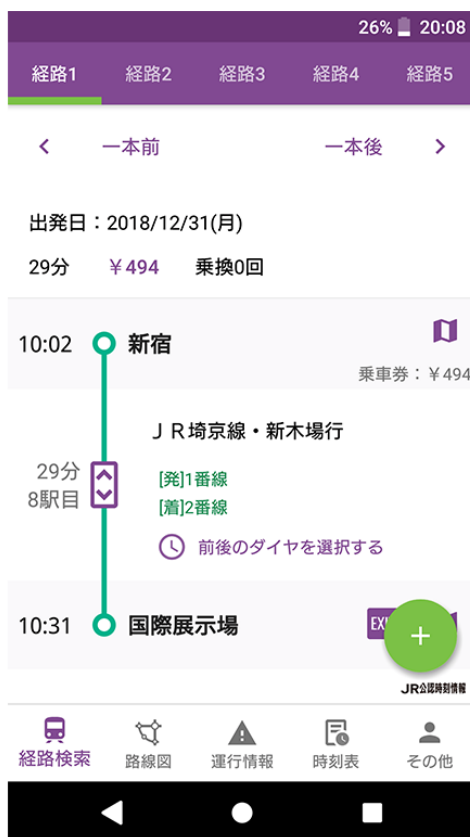 26% 20:08
経路1 経路2 経路3 経路4 経路5
一本前 一本後
出発日：2018/12/31(月)
29分 ￥494 乗換0回
10:02 新宿
乗車券：￥494
ＪＲ埼京線・新木場行
29分
8駅目
[発]1番線
[着]2番線
前後のダイヤを選択する
10:31 国際展示場
+
JR公認時刻情報
経路検索 路線図 運行情報 時刻表 その他